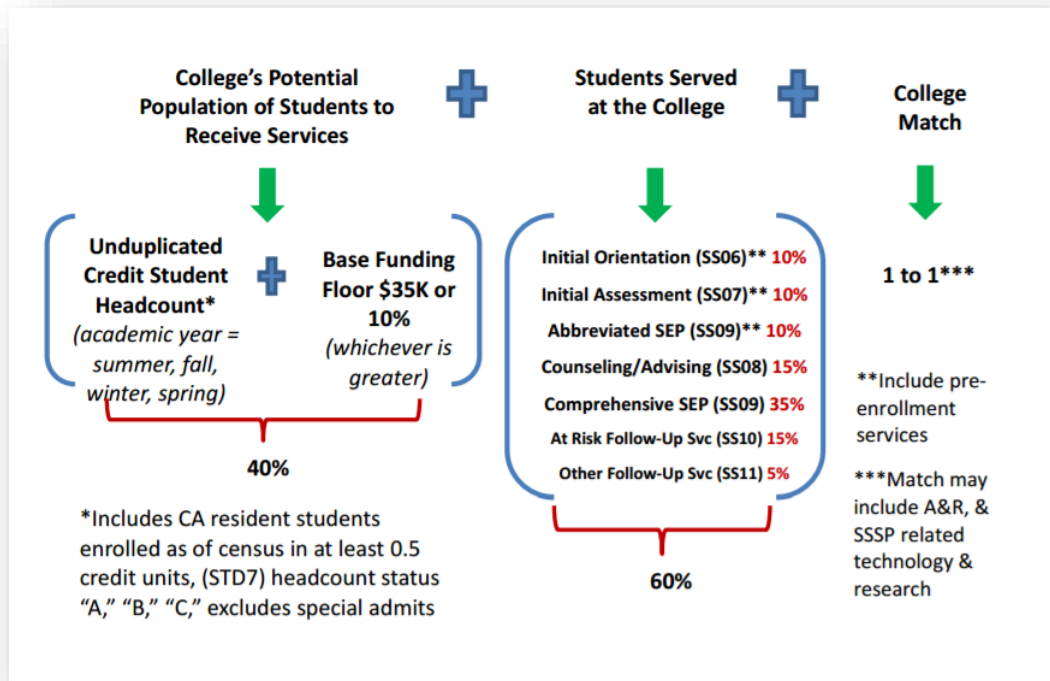 College's Potential
Population of Students to
Receive Services
Students Served
at the College
College
Match
Unduplicated
Credit Student
Headcount*
(academic year =
summer, fall,
winter, spring)
Base Funding
Floor $35K or
10%
(whichever is
greater)
40%
*Includes CA resident students
enrolled as of census in at least 0.5
credit units, (STD7) headcount status
“A,” “B,” “C,” excludes special admits
Initial Orientation (SS06)** 10%
Initial Assessment (SS07)** 10%
Abbreviated SEP (SS09)** 10%
Counseling/Advising (SS08) 15%
Comprehensive SEP (SS09) 35%
At Risk Follow-Up Svc (SS10) 15%
Other Follow-Up Svc (SS11) 5%
60%
1 to 1***
**Include pre-
enrollment
services
***Match may
include A&R, &
SSSP related
technology &
research